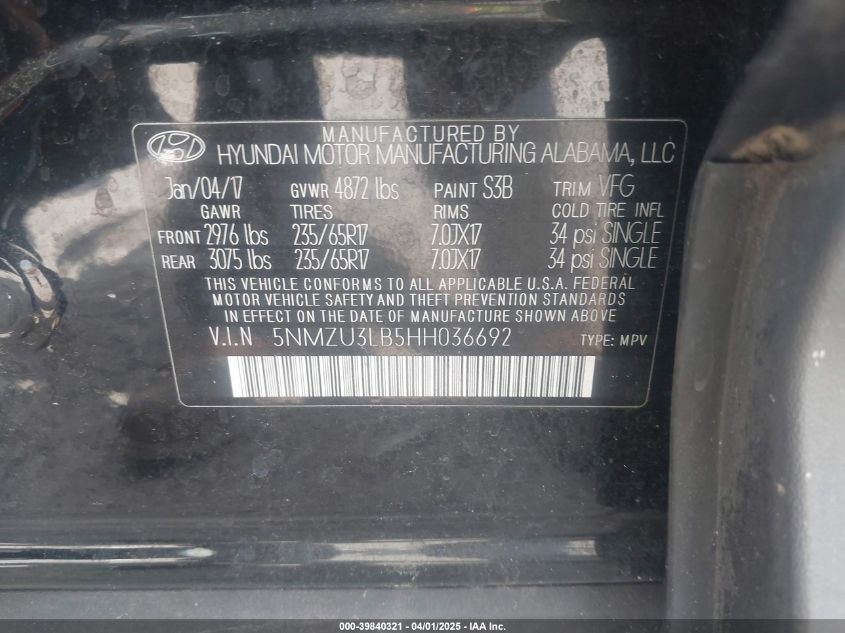 MANUFACTURED BY
HYUNDAI MOTOR MANUFACTURING ALABAMA, LLC
Jan/04/17 GVWR 4872 lbs PAINT S3B TRIM VFG
GAWR TIRES RIMS COLD TIRE INFL
FRONT 2976 lbs 235/65R17 7.0JX17 34 psi SINGLE
REAR 3075 lbs 235/65R17 7.0JX17 34 psi SINGLE
THIS VEHICLE CONFORMS TO ALL APPLICABLE U.S.A. FEDERAL
MOTOR VEHICLE SAFETY AND THEFT PREVENTION STANDARDS
IN EFFECT ON THE DATE OF MANUFACTURE SHOWN ABOVE.
V.I.N 5NMZU3LB5HH036692 TYPE: MPV
000-39840321 - 04/01/2025 - IAA Inc.